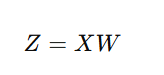 Z = XW